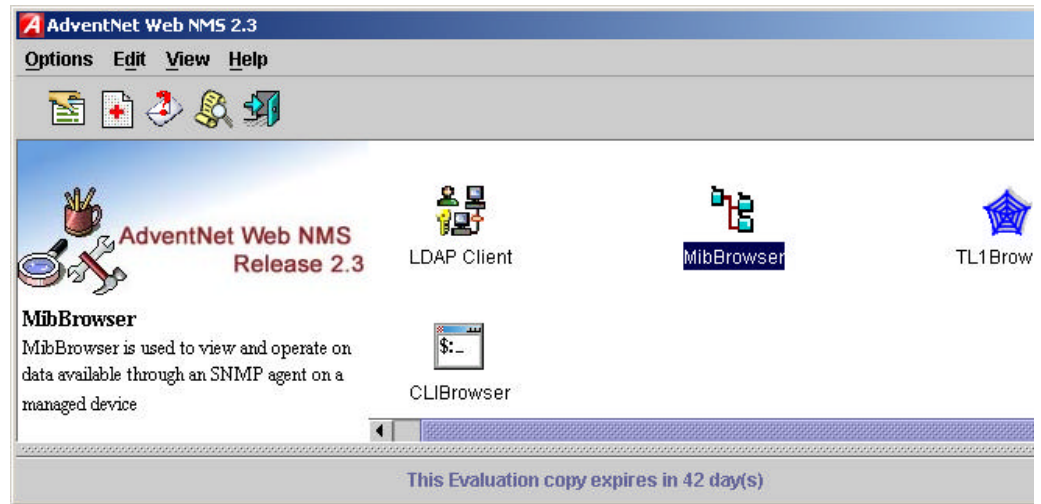 AdventNet Web NMS 2.3
Options Edit View Help
AdventNet Web NMS
Release 2.3
MibBrowser
MibBrowser is used to view and operate on
data available through an SNMP agent on a
managed device
LDAP Client
MibBrowser
TL1Brow
$:_
CLIBrowser
This Evaluation copy expires in 42 day(s)